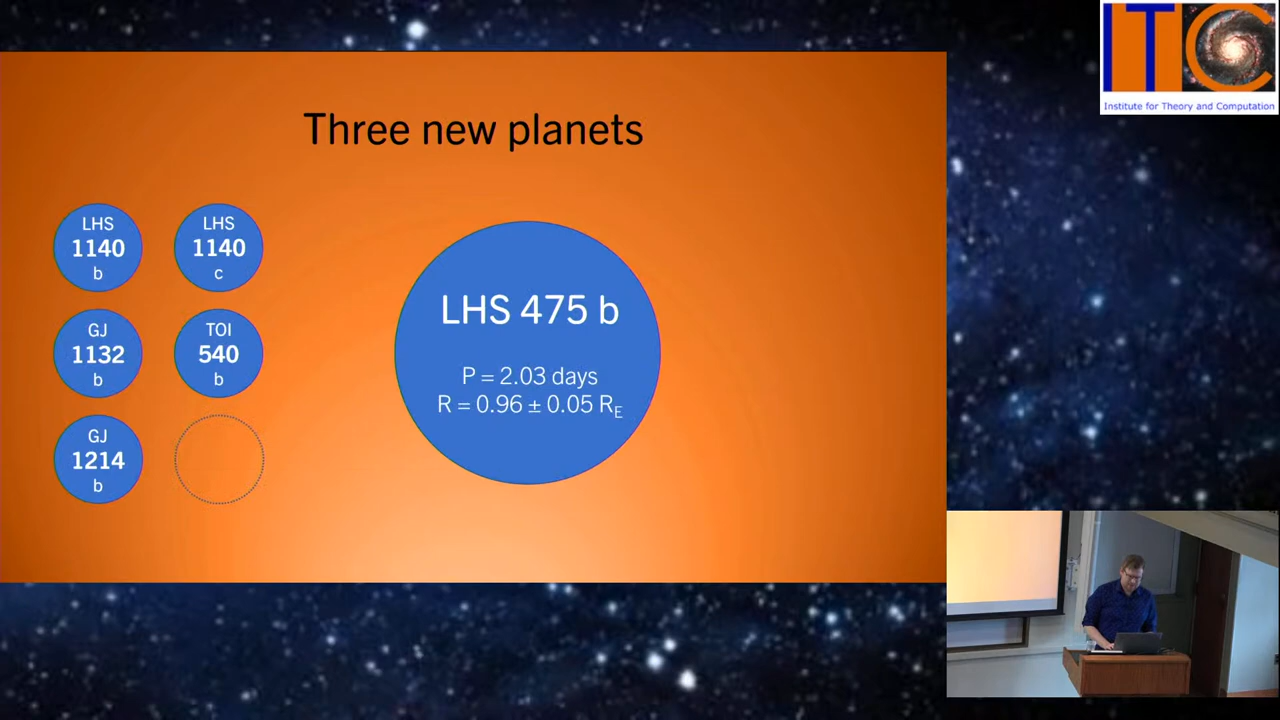 ITC
Institute for Theory and Computation
Three new planets
LHS
1140
b
LHS
1140
c
GJ
1132
b
TOI
540
b
GJ
1214
b
LHS 475 b
P = 2.03 days
R = 0.96 ± 0.05 R_E